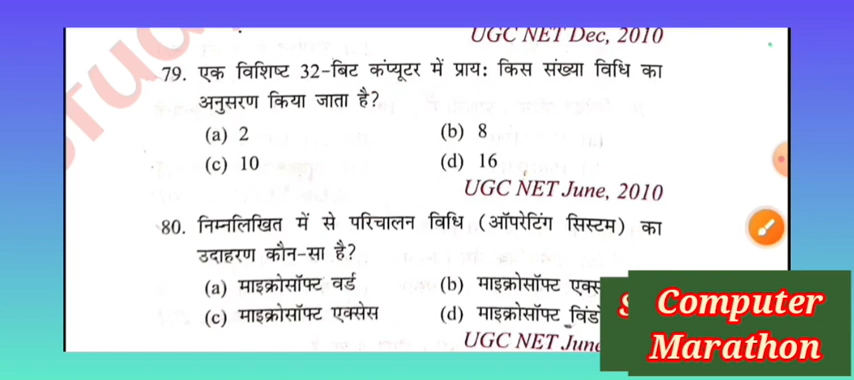 UGC NET Dec, 2010
79. एक विशिष्ट 32-बिट कंप्यूटर में प्राय: किस संख्या विधि का
अनुसरण किया जाता है?
(a) 2 (b) 8
(c) 10 (d) 16
UGC NET June, 2010
80. निम्नलिखित में से परिचालन विधि (ऑपरेटिंग सिस्टम) का
उदाहरण कौन-सा है?
(a) माइक्रोसॉफ्ट वर्ड (b) माइक्रोसॉफ्ट
(c) माइक्रोसॉफ्ट एक्सेस (d) माइक्रोसॉफ्ट
UGC NET June
Computer
Marathon